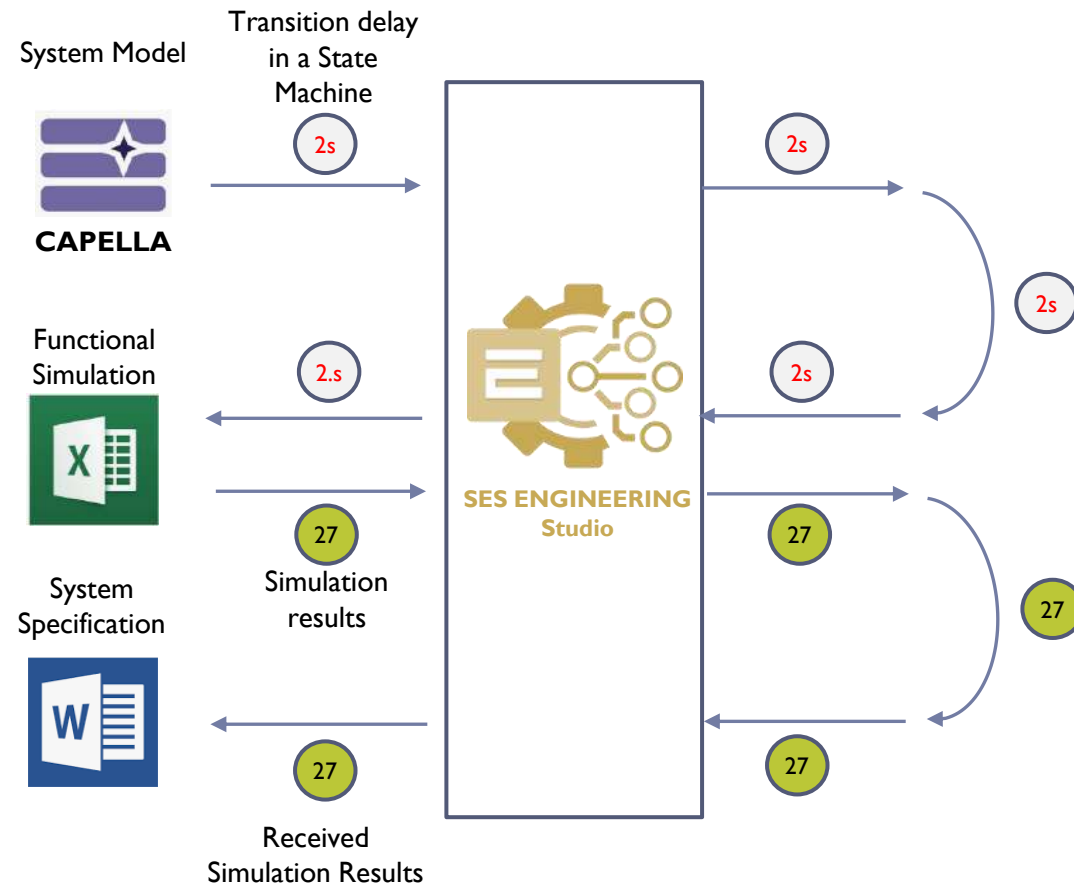 System Model
Transition delay
in a State
Machine
2s
2s
CAPELLA
2s
Functional
Simulation
2.s
2s
X
SES ENGINEERING
Studio
27
27
Simulation
results
System
Specification
27
W
27
27
Received
Simulation Results